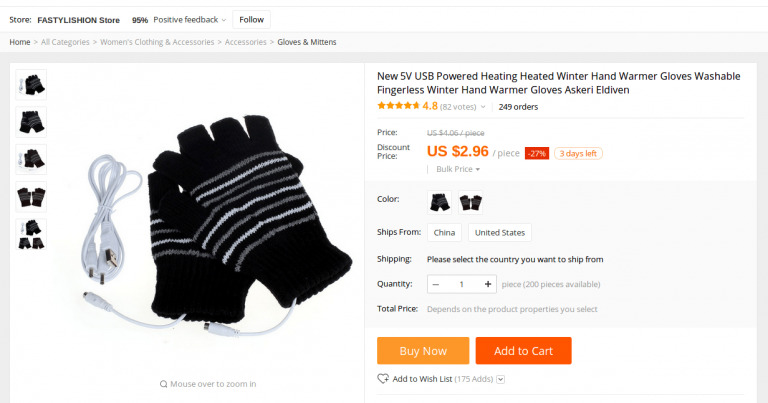 Store: FASTYLISHION Store 95% Positive feedback Follow
Home > All Categories > Women's Clothing & Accessories > Accessories > Gloves & Mittens
New 5V USB Powered Heating Heated Winter Hand Warmer Gloves Washable
Fingerless Winter Hand Warmer Gloves Askeri Eldiven
4.8 (82 votes) 249 orders
Price: US $4.06 / piece
Discount Price: US $2.96 / piece -27% 3 days left
Bulk Price
Color:
Ships From: China United States
Shipping: Please select the country you want to ship from
Quantity: – 1 + piece (200 pieces available)
Total Price: Depends on the product properties you select
Buy Now Add to Cart
Mouse over to zoom in
Add to Wish List (175 Adds)